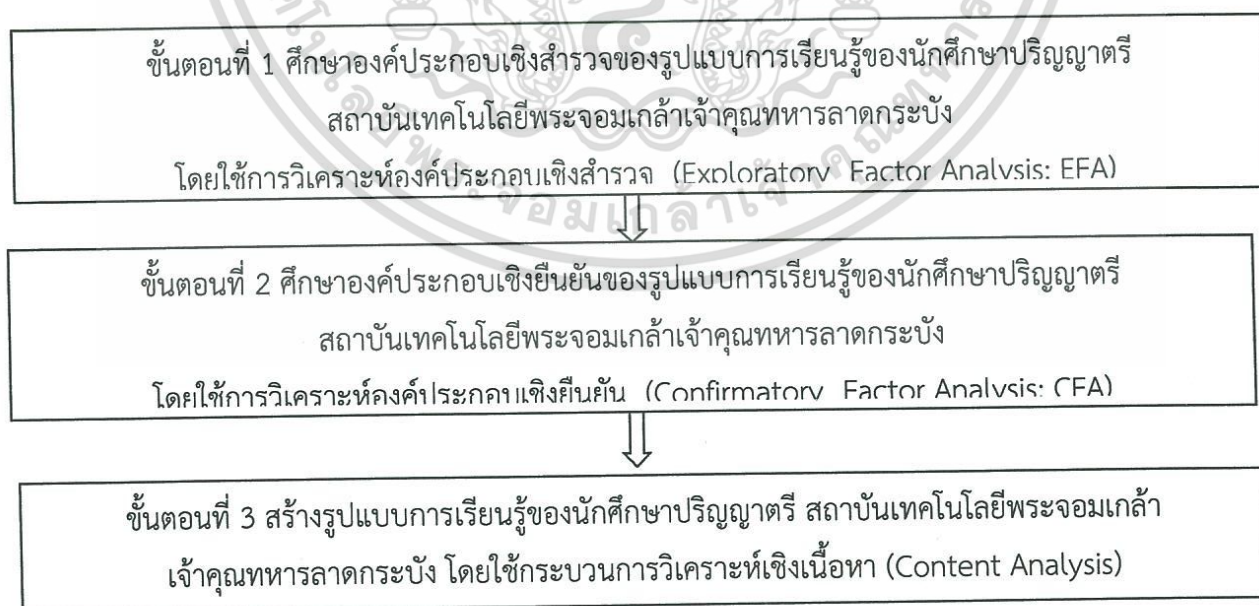 ขั้นตอนที่ 1 ศึกษาองค์ประกอบเชิงสำรวจของรูปแบบการเรียนรู้ของนักศึกษาปริญญาตรี
สถาบันเทคโนโลยีพระจอมเกล้าเจ้าคุณทหารลาดกระบัง
โดยใช้การวิเคราะห์องค์ประกอบเชิงสำรวจ (Exploratory Factor Analysis: EFA)
ขั้นตอนที่ 2 ศึกษาองค์ประกอบเชิงยืนยันของรูปแบบการเรียนรู้ของนักศึกษาปริญญาตรี
สถาบันเทคโนโลยีพระจอมเกล้าเจ้าคุณทหารลาดกระบัง
โดยใช้การวิเคราะห์องค์ประกอบเชิงยืนยัน (Confirmatory Factor Analysis: CFA)
ขั้นตอนที่ 3 สร้างรูปแบบการเรียนรู้ของนักศึกษาปริญญาตรี สถาบันเทคโนโลยีพระจอมเกล้า
เจ้าคุณทหารลาดกระบัง โดยใช้กระบวนการวิเคราะห์เชิงเนื้อหา (Content Analysis)